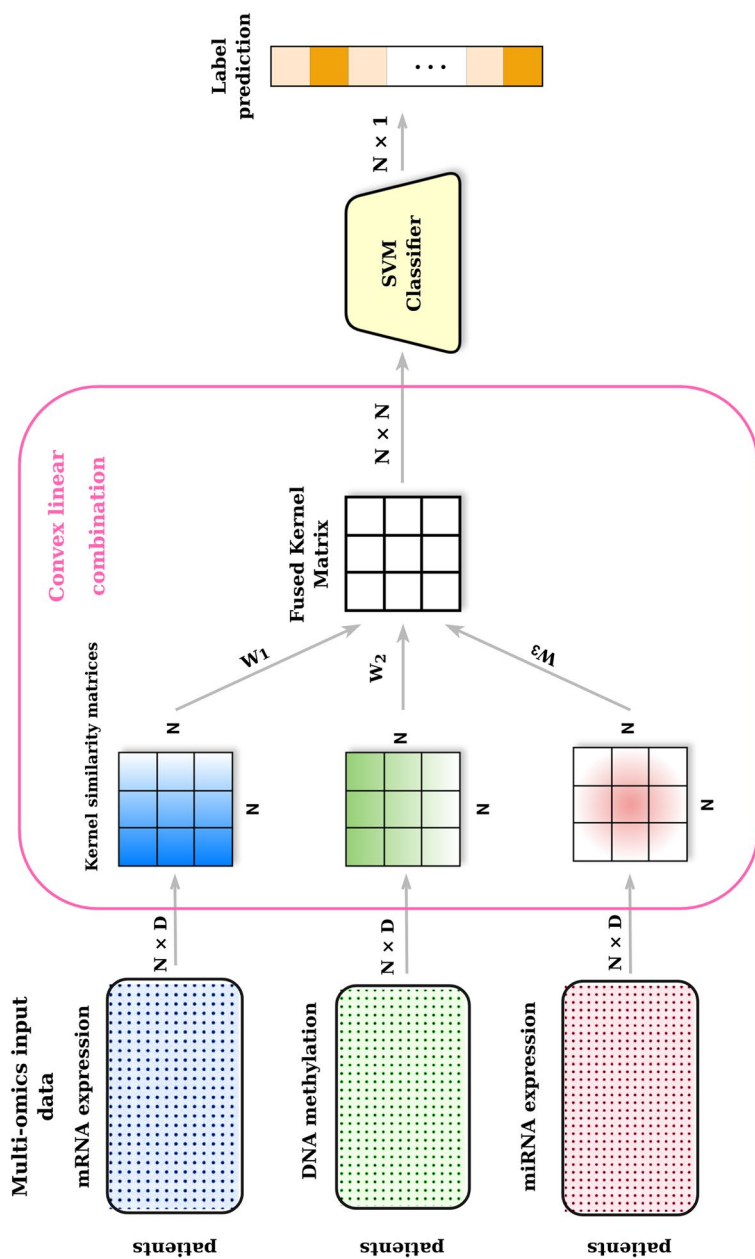 Multi-omics input
data
mRNA expression
patients
N × D
DNA methylation
patients
N × D
miRNA expression
patients
N × D
Convex linear
combination
Kernel similarity matrices
N
N
N
N
N
N
W1
W2
W3
Fused Kernel
Matrix
N × N
SVM
Classifier
N × 1
Label
prediction
...